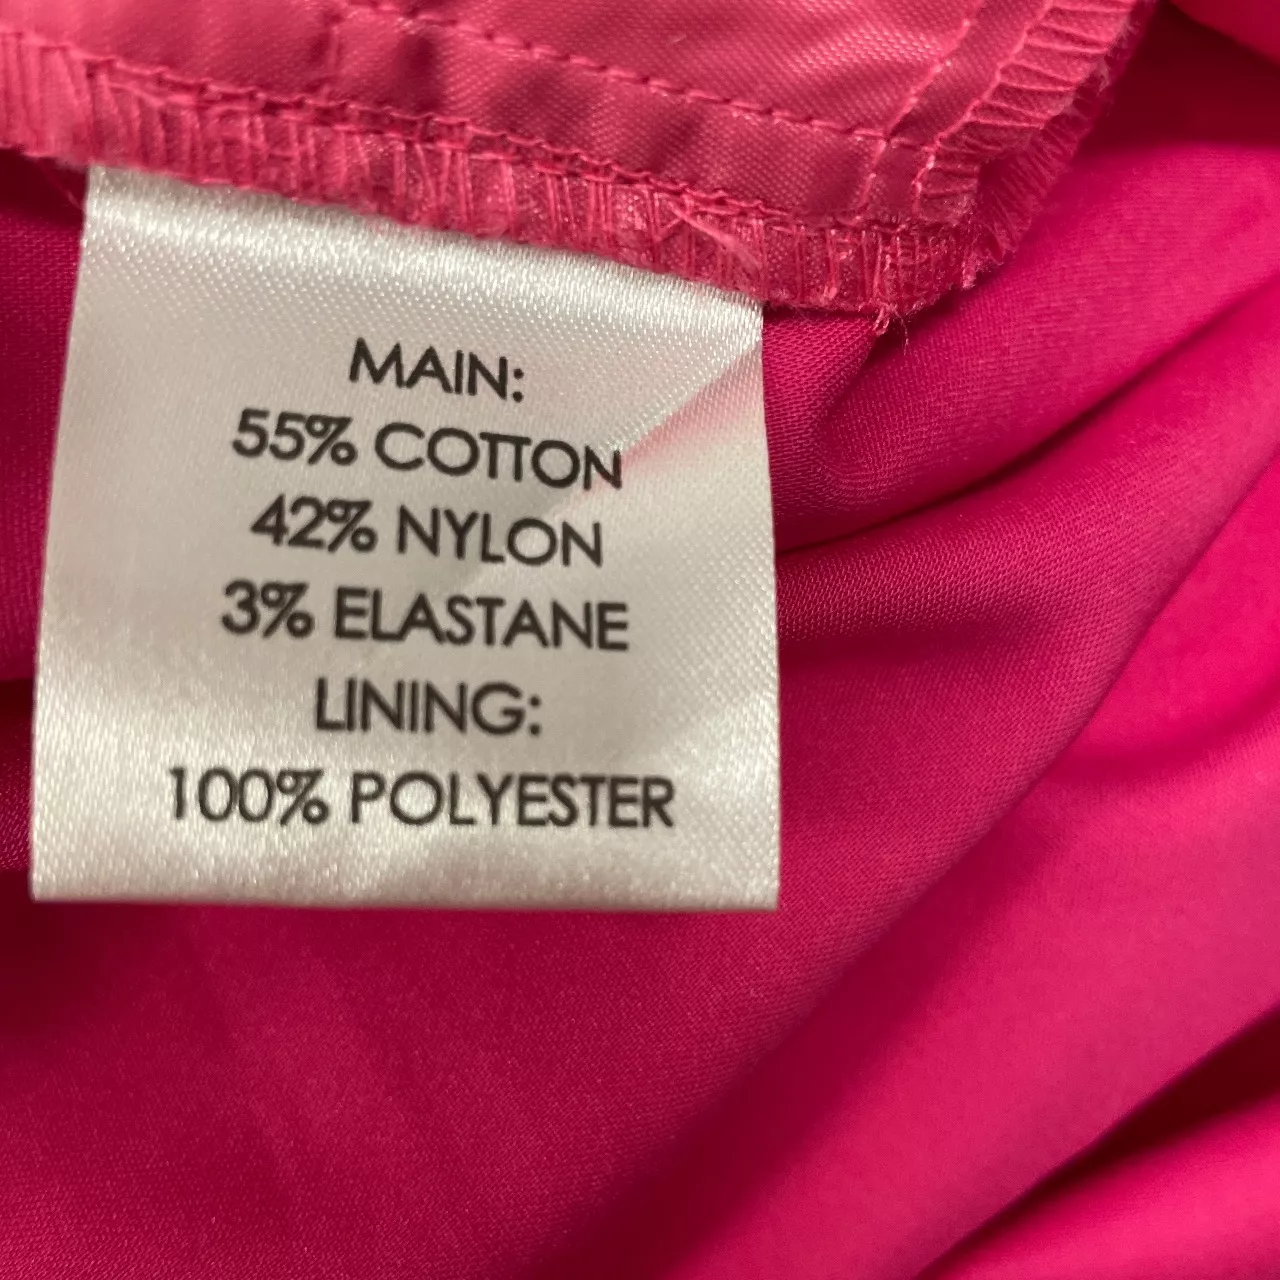 MAIN:
55% COTTON
42% NYLON
3% ELASTANE
LINING:
100% POLYESTER